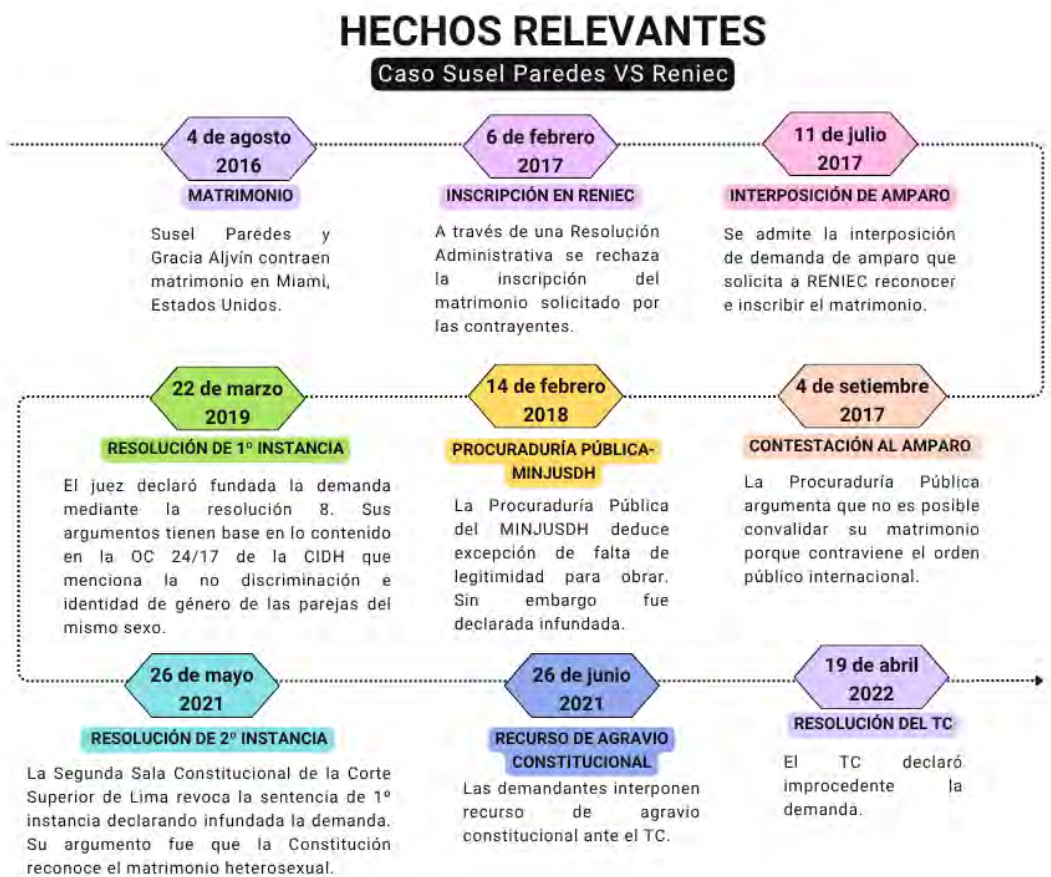 HECHOS RELEVANTES
Caso Susel Paredes VS Reniec
4 de agosto
2016
MATRIMONIO
Susel Paredes y
Gracia Aljvín contraen
matrimonio en Miami,
Estados Unidos.
6 de febrero
2017
INSCRIPCIÓN EN RENIEC
A través de una Resolución
Administrativa se rechaza
la inscripción del
matrimonio solicitado por
las contrayentes.
11 de julio
2017
INTERPOSICIÓN DE AMPARO
Se admite la interposición
de demanda de amparo que
solicita a RENIEC reconocer
e inscribir el matrimonio.
4 de setiembre
2017
CONTESTACIÓN AL AMPARO
La Procuraduría Pública
argumenta que no es posible
convalidar su matrimonio
porque contraviene el orden
público internacional.
14 de febrero
2018
PROCURADURÍA PÚBLICA-
MINJUSDH
La Procuraduría Pública
del MINJUSDH deduce
excepción de falta de
legitimidad para obrar.
Sin embargo fue
declarada infundada.
22 de marzo
2019
RESOLUCIÓN DE 1º INSTANCIA
El juez declaró fundada la demanda
mediante la resolución 8. Sus
argumentos tienen base en lo contenido
en la OC 24/17 de la CIDH que
menciona la no discriminación e
identidad de género de las parejas del
mismo sexo.
26 de mayo
2021
RESOLUCIÓN DE 2º INSTANCIA
La Segunda Sala Constitucional de la Corte
Superior de Lima revoca la sentencia de 1º
instancia declarando infundada la demanda.
Su argumento fue que la Constitución
reconoce el matrimonio heterosexual.
26 de junio
2021
RECURSO DE AGRAVIO
CONSTITUCIONAL
Las demandantes interponen
recurso de agravio
constitucional ante el TC.
19 de abril
2022
RESOLUCIÓN DEL TC
El TC declaró
improcedente la
demanda.